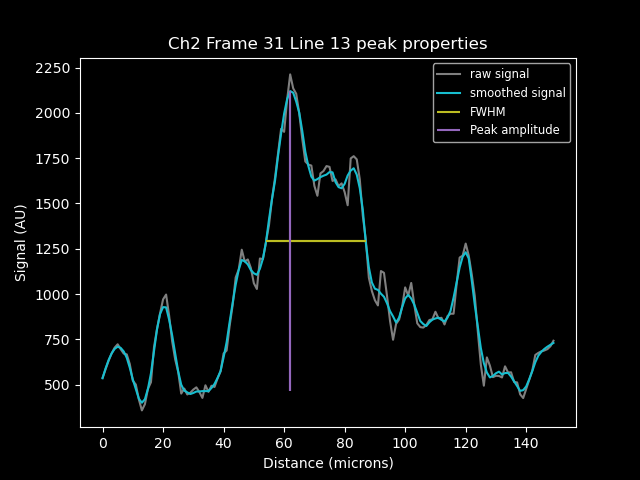 Ch2 Frame 31 Line 13 peak properties
raw signal
smoothed signal
FWHM
Peak amplitude
Signal (AU)
2250
2000
1750
1500
1250
1000
750
500
0 20 40 60 80 100 120 140
Distance (microns)